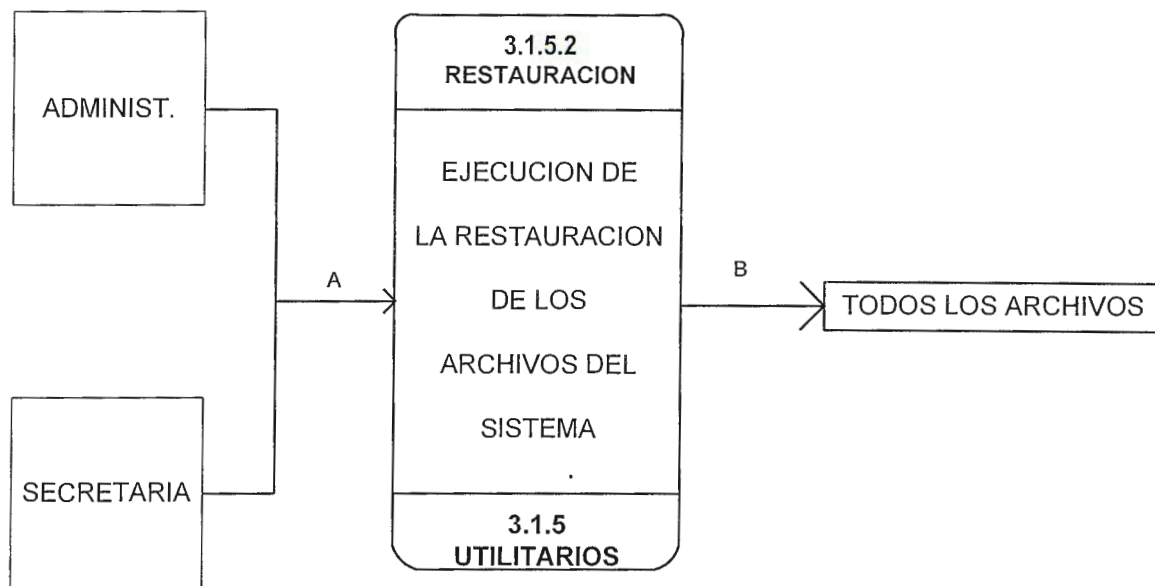 ADMINIST.
SECRETARIA
A
3.1.5.2
RESTAURACION
EJECUCION DE
LA RESTAURACION
DE LOS
ARCHIVOS DEL
SISTEMA
.
3.1.5
UTILITARIOS
B
TODOS LOS ARCHIVOS